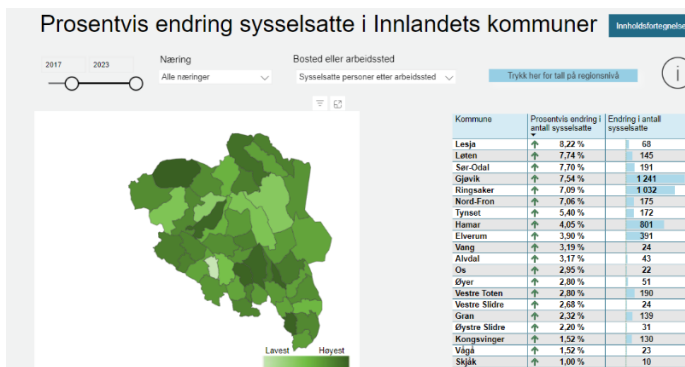 Prosentvis endring sysselsatte i Innlandets kommuner
Innholdsfortegnelse
2017 2023
Næring
Alle næringer
Bosted eller arbeidssted
Sysselsatte personer etter arbeidssted
Trykk her for tall på regionsnivå
i
Kommune Prosentvis endring i antall sysselsatte Endring i antall sysselsatte
Lesja 8,22 % 68
Løten 7,74 % 145
Sør-Odal 7,70 % 191
Gjøvik 7,54 % 1 241
Ringsaker 7,09 % 1 032
Nord-Fron 7,06 % 175
Tynset 5,40 % 172
Hamar 4,05 % 801
Elverum 3,90 % 391
Vang 3,19 % 24
Alvdal 3,17 % 43
Os 2,95 % 22
Øyer 2,80 % 51
Vestre Toten 2,80 % 190
Vestre Slidre 2,68 % 24
Gran 2,32 % 139
Øystre Slidre 2,20 % 31
Kongsvinger 1,52 % 130
Vågå 1,52 % 23
Skjåk 1,00 % 10
Lavest Høyest